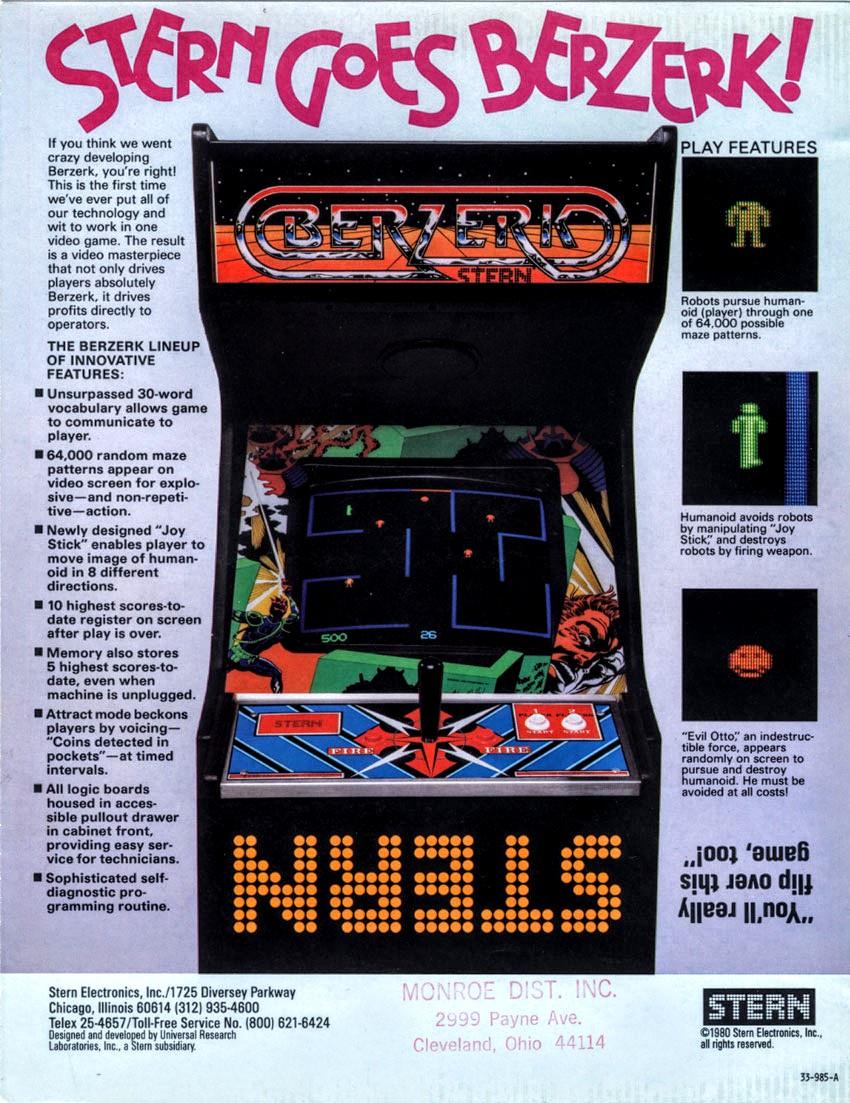 STERN GOES BERZERK!
If you think we went
crazy developing
Berzerk, you're right!
This is the first time
we've ever put all of
our technology and
wit to work in one
video game. The result
is a video masterpiece
that not only drives
players absolutely
Berzerk, it drives
profits directly to
operators.
THE BERZERK LINEUP
OF INNOVATIVE
FEATURES:
■ Unsurpassed 30-word
vocabulary allows game
to communicate to
player.
■ 64,000 random maze
patterns appear on
video screen for explo-
sive—and non-repeti-
tive—action.
■ Newly designed "Joy
Stick" enables player to
move image of human-
oid in 8 different
directions.
■ 10 highest scores-to-
date register on screen
after play is over.
■ Memory also stores
5 highest scores-to-
date, even when
machine is unplugged.
■ Attract mode beckons
players by voicing—
"Coins detected in
pockets"—at timed
intervals.
■ All logic boards
housed in acces-
sible pullout drawer
in cabinet front,
providing easy ser-
vice for technicians.
■ Sophisticated self-
diagnostic pro-
gramming routine.
BERZERK
STERN
500 26
STERN
FIRE FIRE
1 2
PLAYER PLAYER
START START
STERN
PLAY FEATURES
Robots pursue human-
oid (player) through one
of 64,000 possible
maze patterns.
Humanoid avoids robots
by manipulating "Joy
Stick," and destroys
robots by firing weapon.
"Evil Otto," an indestruc-
tible force, appears
randomly on screen to
pursue and destroy
humanoid. He must be
avoided at all costs!
"You'll really
flip over this
game, too!"
Stern Electronics, Inc./1725 Diversey Parkway
Chicago, Illinois 60614 (312) 935-4600
Telex 25-4657/Toll-Free Service No. (800) 621-6424
Designed and developed by Universal Research
Laboratories, Inc., a Stern subsidiary.
MONROE DIST. INC.
2999 Payne Ave.
Cleveland, Ohio 44114
STERN
©1980 Stern Electronics, Inc.,
all rights reserved.
33-985-A